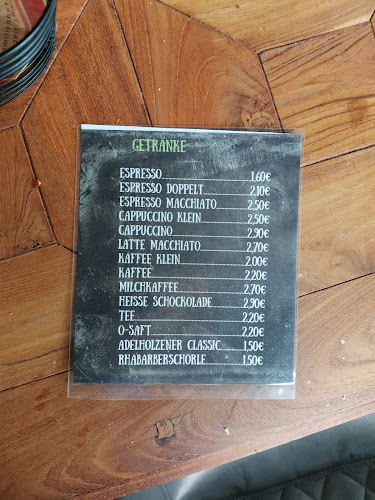 GETRÄNKE
ESPRESSO 1,60€
ESPRESSO DOPPELT 2,10€
ESPRESSO MACCHIATO 2,50€
CAPPUCCINO KLEIN 2,50€
CAPPUCCINO 2,90€
LATTE MACCHIATO 2,70€
KAFFEE KLEIN 2,00€
KAFFEE 2,20€
MILCHKAFFEE 2,70€
HEISSE SCHOCKOLADE 2,90€
TEE 2,20€
O-SAFT 2,20€
ADELHOLZENER CLASSIC 1,50€
RHABARBERSCHORLE 1,50€